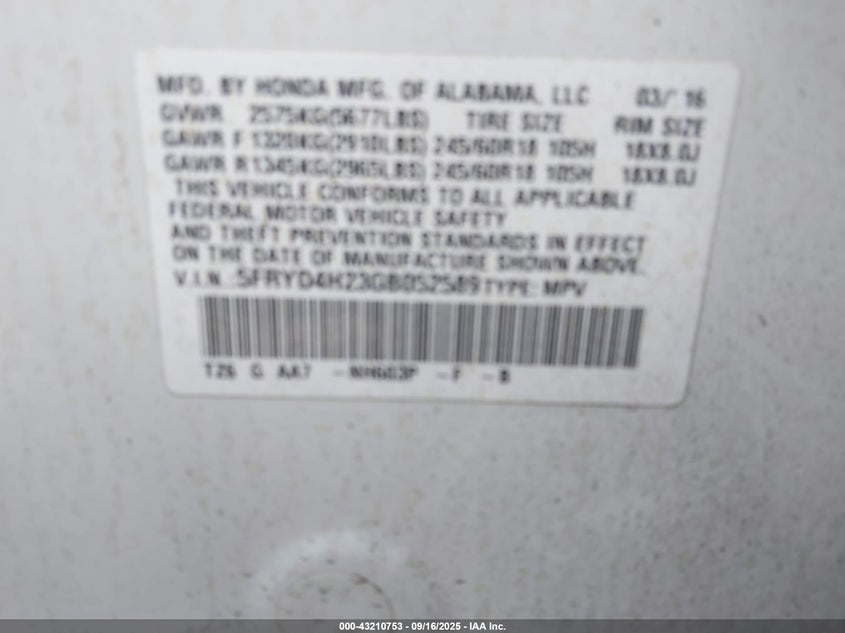 MFD. BY HONDA MFG. OF ALABAMA, LLC 03/ 16
GVWR 2575KG(5677LBS) TIRE SIZE RIM SIZE
GAWR F 1320KG(2910LBS) 245/60R18 105H 18X8.0J
GAWR R 1345KG(2965LBS) 245/60R18 105H 18X8.0J
THIS VEHICLE CONFORMS TO ALL APPLICABLE
FEDERAL MOTOR VEHICLE SAFETY
AND THEFT PREVENTION STANDARDS IN EFFECT
ON THE DATE OF MANUFACTURE SHOWN ABOVE.
V.I.N.: 5FRYD4H23GB052589 TYPE: MPV
TZ6 G AA7 -NH603P -F -B
000-43210753 - 09/16/2025 - IAA Inc.